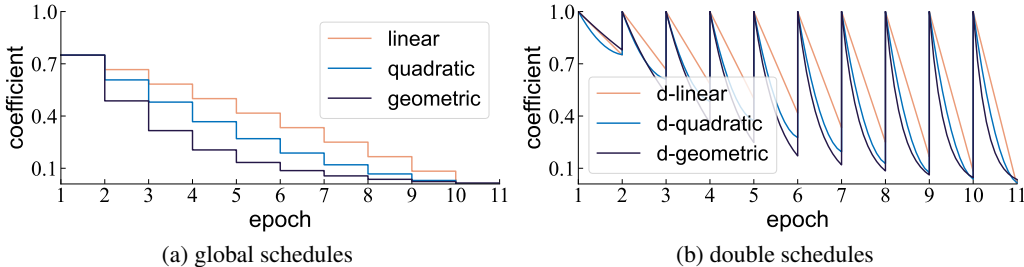 1.0
0.7
0.4
0.1
coefficient
linear
quadratic
geometric
1 2 3 4 5 6 7 8 9 10 11
epoch
(a) global schedules
1.0
0.7
0.4
0.1
coefficient
d-linear
d-quadratic
d-geometric
1 2 3 4 5 6 7 8 9 10 11
epoch
(b) double schedules